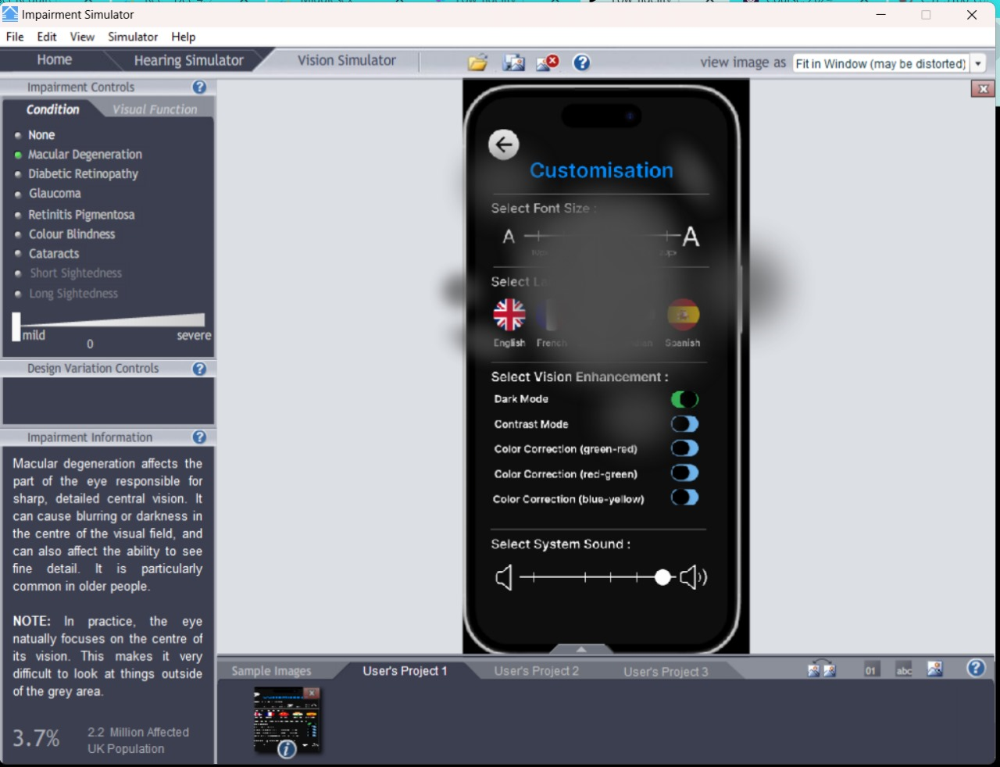 Impairment Simulator
File Edit View Simulator Help
Home Hearing Simulator Vision Simulator
view image as Fit in Window (may be distorted)
Impairment Controls
Condition Visual Function
None
Macular Degeneration
Diabetic Retinopathy
Glaucoma
Retinitis Pigmentosa
Colour Blindness
Cataracts
Short Sightedness
Long Sightedness
mild severe
0
Design Variation Controls
Impairment Information
Macular degeneration affects the
part of the eye responsible for
sharp, detailed central vision. It
can cause blurring or darkness in
the centre of the visual field, and
can also affect the ability to see
fine detail. It is particularly
common in older people.
NOTE: In practice, the eye
natually focuses on the centre of
its vision. This makes it very
difficult to look at things outside
of the grey area.
3.7% 2.2 Million Affected
UK Population
Customisation
Select Font Size :
A A
Select
English French Spanish
Select Vision Enhancement :
Dark Mode
Contrast Mode
Color Correction (green-red)
Color Correction (red-green)
Color Correction (blue-yellow)
Select System Sound :
Sample Images User's Project 1 User's Project 2 User's Project 3
01 abc